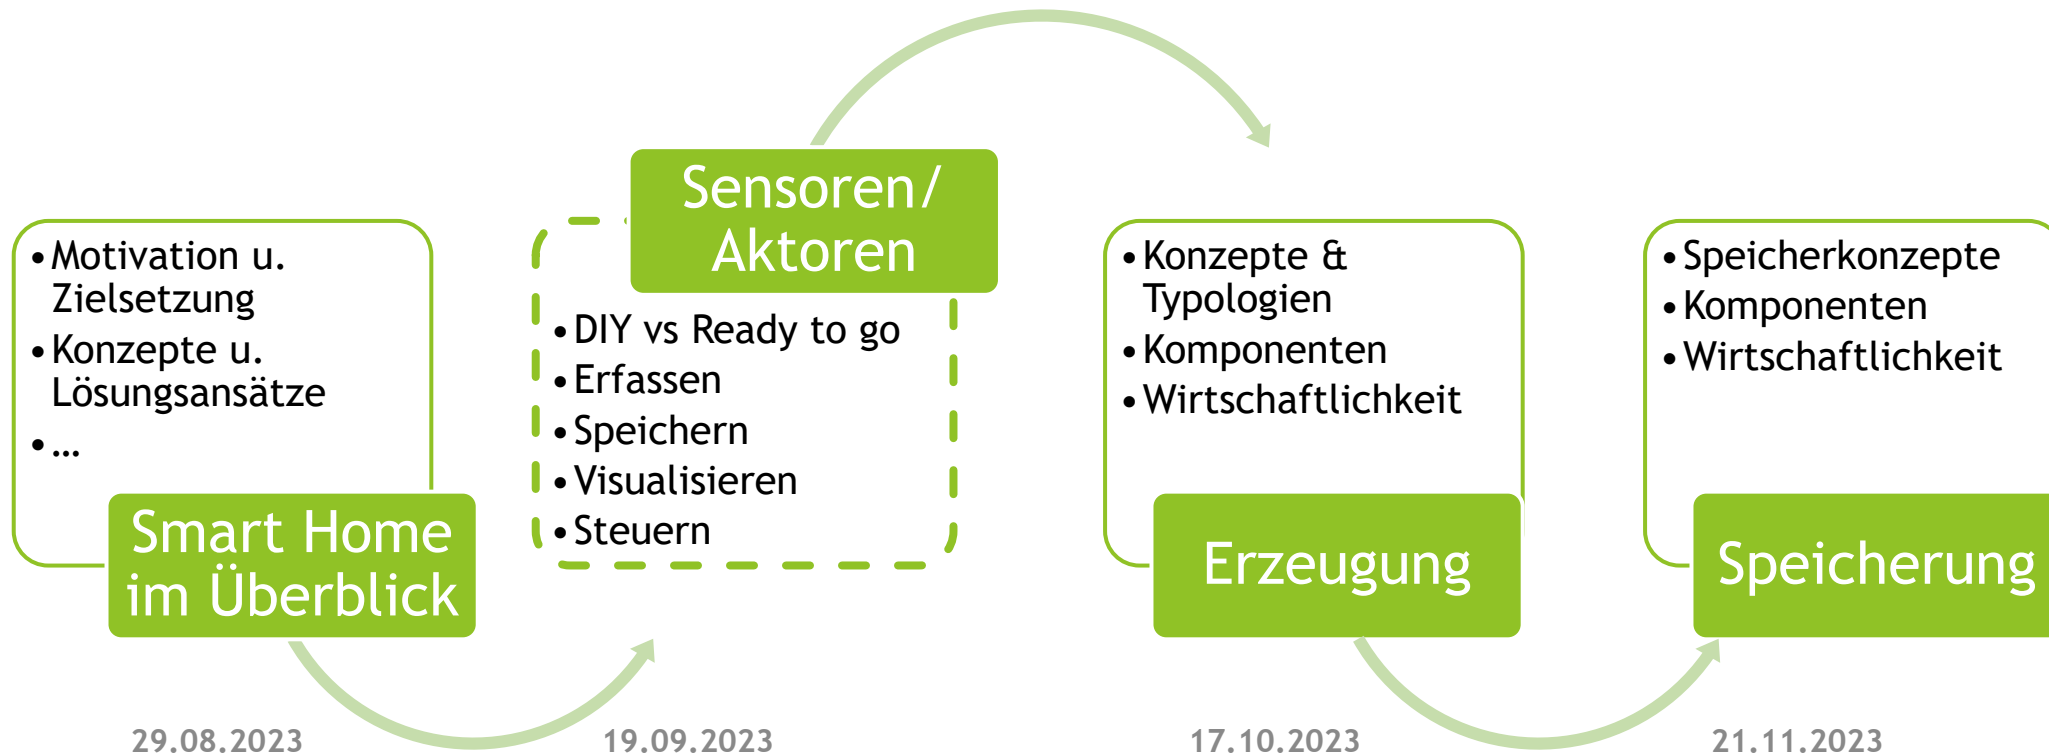 • Motivation u.
Zielsetzung
• Konzepte u.
Lösungsansätze
• …
Smart Home
im Überblick
29.08.2023
Sensoren/
Aktoren
• DIY vs Ready to go
• Erfassen
• Speichern
• Visualisieren
• Steuern
19.09.2023
• Konzepte &
Typologien
• Komponenten
• Wirtschaftlichkeit
Erzeugung
17.10.2023
• Speicherkonzepte
• Komponenten
• Wirtschaftlichkeit
Speicherung
21.11.2023